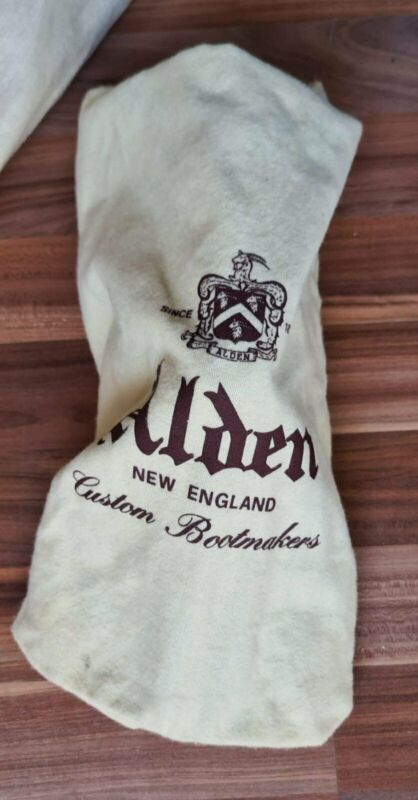 SINCE
ALDEN
Alden
NEW ENGLAND
Custom Bootmakers